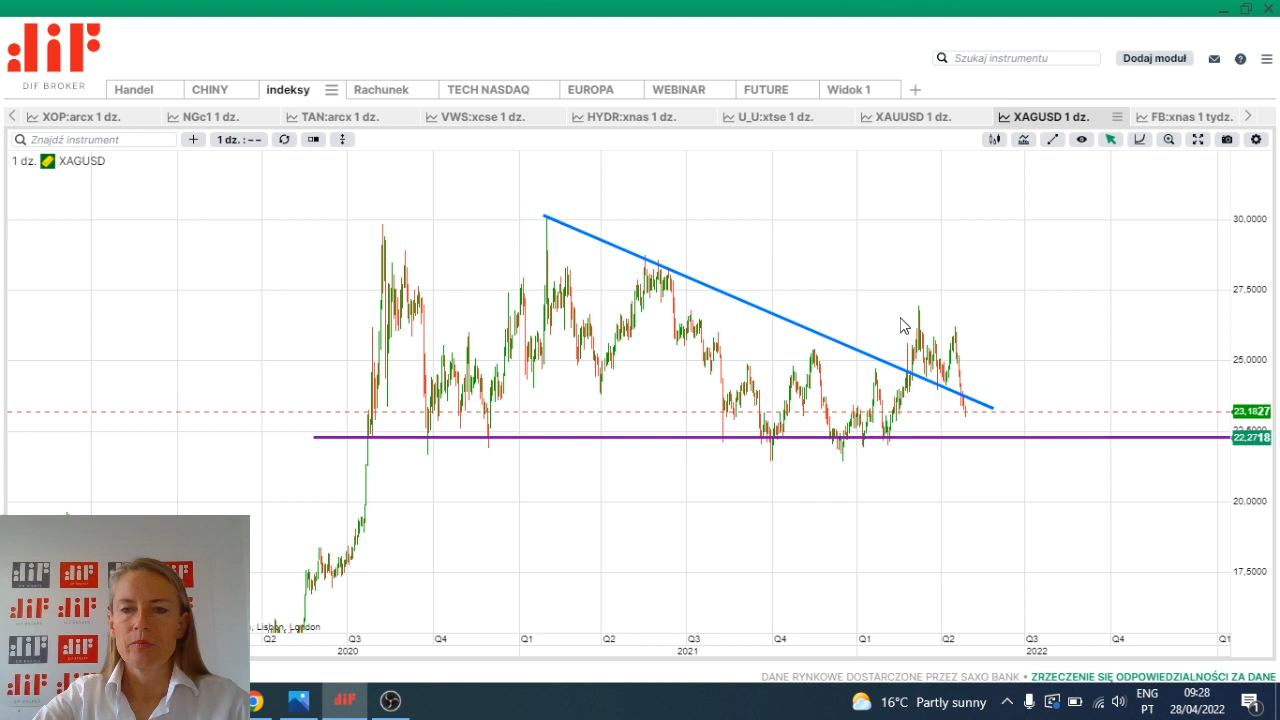 DIF BROKER
Szukaj instrumentu
Dodaj moduł
Handel
CHINY
indeksy
Rachunek
TECH NASDAQ
EUROPA
WEBINAR
FUTURE
Widok 1
XOP:arcx 1 dz.
NGc1 1 dz.
TAN:arcx 1 dz.
VWS:xcse 1 dz.
HYDR:xnas 1 dz.
U_U:xtse 1 dz.
XAUUSD 1 dz.
XAGUSD 1 dz.
FB:xnas 1 tydz.
Znajdź instrument
1 dz. : – –
1 dz. XAGUSD
30,0000
27,5000
25,0000
23,1827
22,2718
20,0000
17,5000
Lisbon, London
Q2 Q3 Q4 Q1 Q2 Q3 Q4 Q1 Q2 Q3 Q4 Q1
2020 2021 2022
DANE RYNKOWE DOSTARCZONE PRZEZ SAXO BANK • ZRZECZENIE SIĘ ODPOWIEDZIALNOŚCI ZA DANE
16°C Partly sunny
ENG
PT
09:28
28/04/2022
1